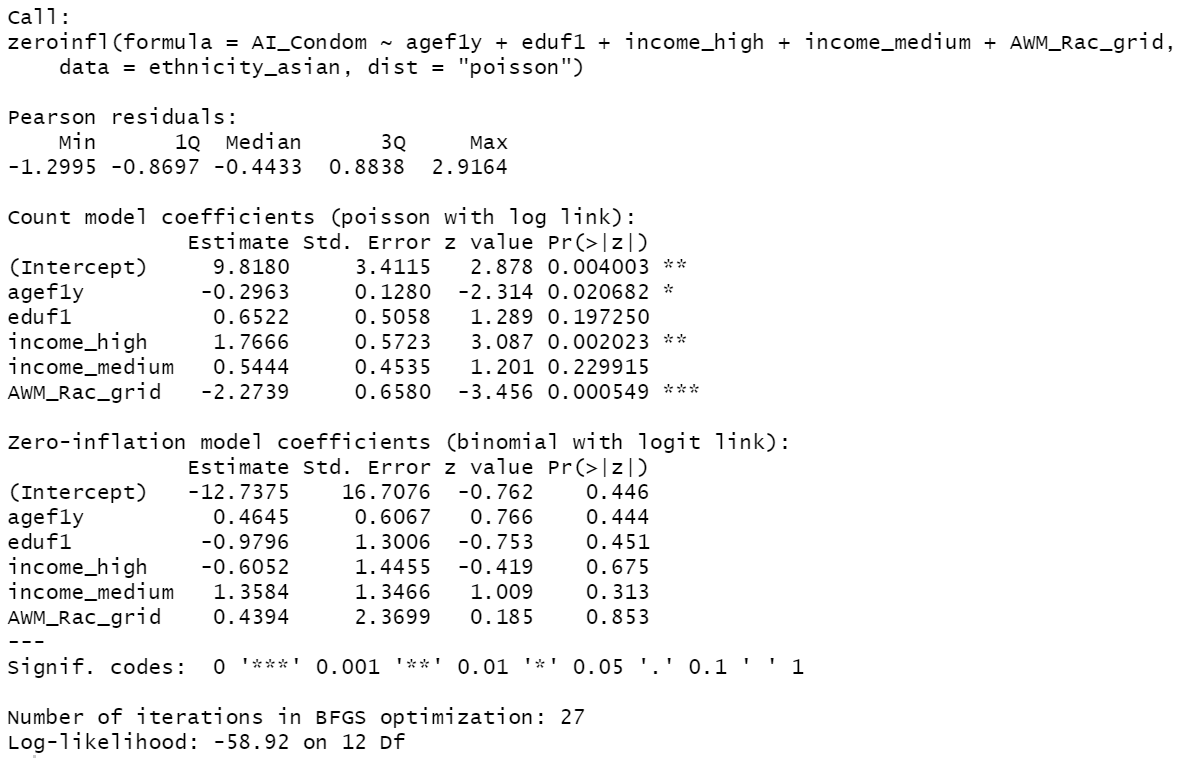 Call:
zeroinfl(formula = AI_Condom ~ agef1y + eduf1 + income_high + income_medium + AWM_Rac_grid,
    data = ethnicity_asian, dist = "poisson")

Pearson residuals:
    Min      1Q  Median      3Q     Max
-1.2995 -0.8697 -0.4433  0.8838  2.9164

Count model coefficients (poisson with log link):
              Estimate Std. Error z value Pr(>|z|)
(Intercept)     9.8180     3.4115   2.878 0.004003 **
agef1y         -0.2963     0.1280  -2.314 0.020682 *
eduf1           0.6522     0.5058   1.289 0.197250
income_high     1.7666     0.5723   3.087 0.002023 **
income_medium   0.5444     0.4535   1.201 0.229915
AWM_Rac_grid   -2.2739     0.6580  -3.456 0.000549 ***

Zero-inflation model coefficients (binomial with logit link):
              Estimate Std. Error z value Pr(>|z|)
(Intercept)   -12.7375    16.7076  -0.762    0.446
agef1y          0.4645     0.6067   0.766    0.444
eduf1          -0.9796     1.3006  -0.753    0.451
income_high    -0.6052     1.4455  -0.419    0.675
income_medium   1.3584     1.3466   1.009    0.313
AWM_Rac_grid    0.4394     2.3699   0.185    0.853
---
Signif. codes:  0 '***' 0.001 '**' 0.01 '*' 0.05 '.' 0.1 ' ' 1

Number of iterations in BFGS optimization: 27
Log-likelihood: -58.92 on 12 Df